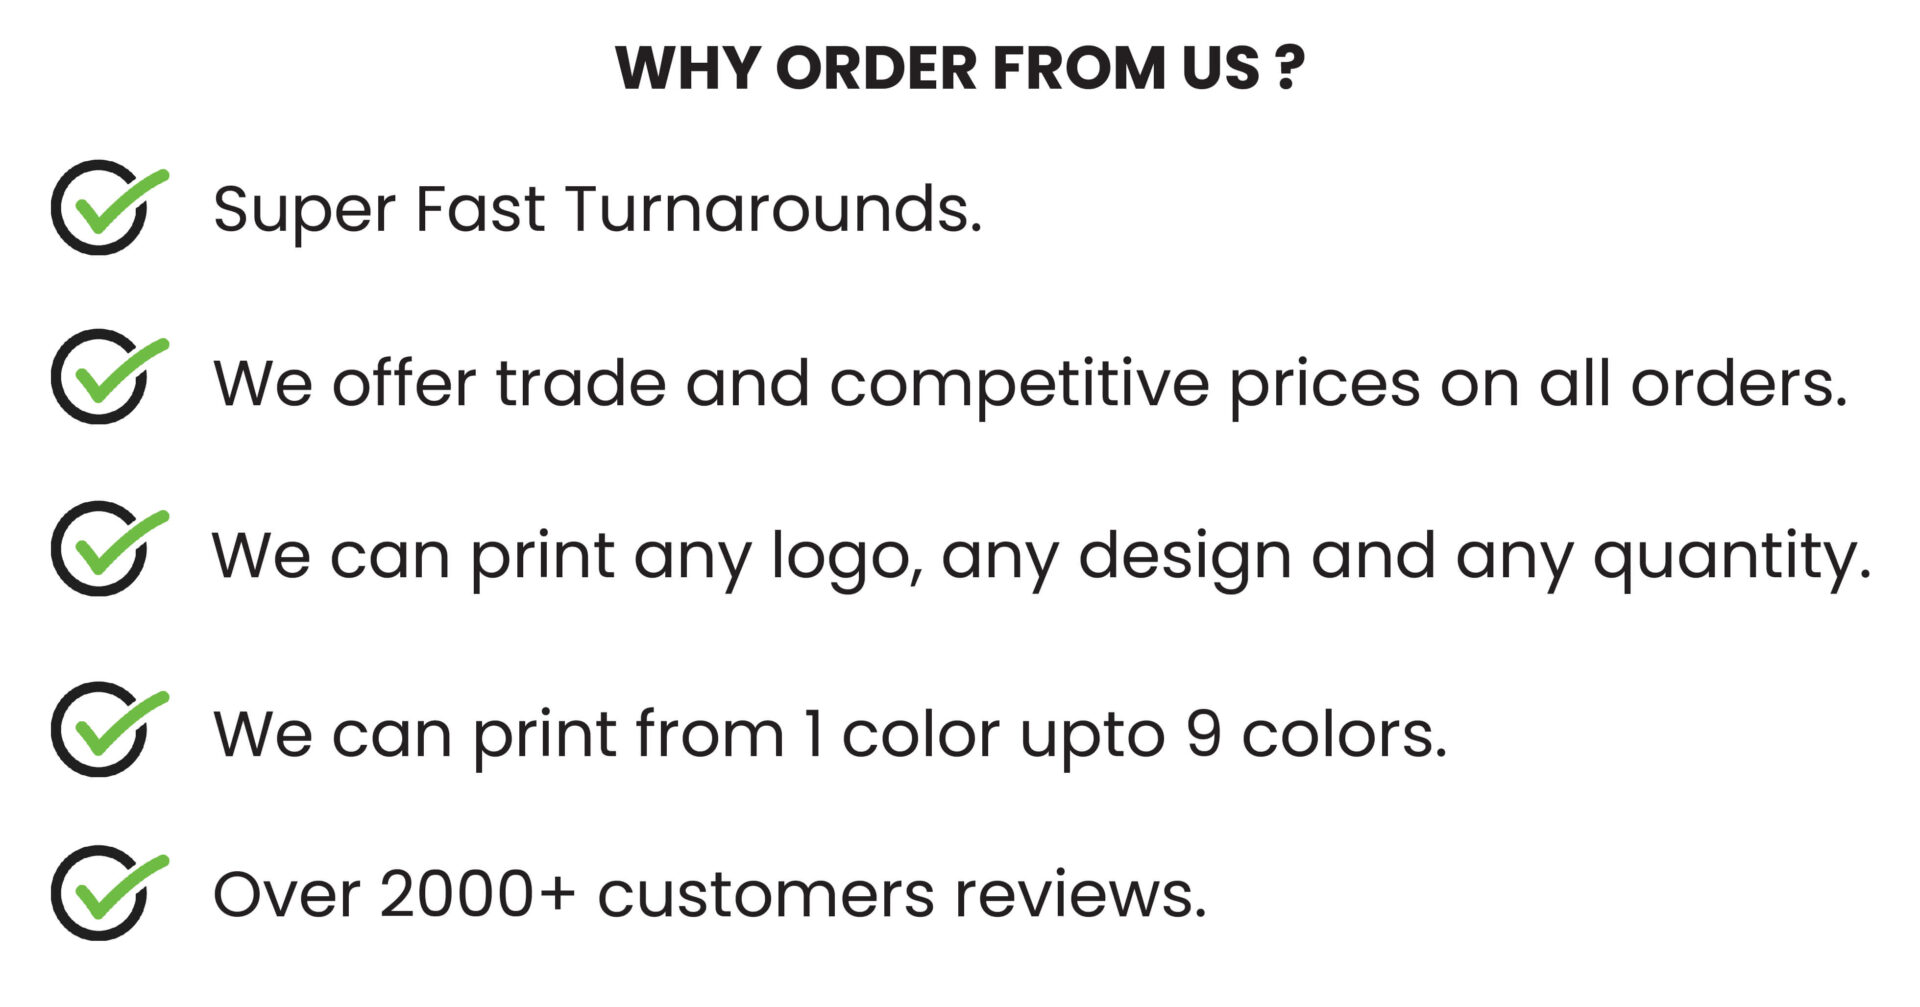 WHY ORDER FROM US ?
Super Fast Turnarounds.
We offer trade and competitive prices on all orders.
We can print any logo, any design and any quantity.
We can print from 1 color upto 9 colors.
Over 2000+ customers reviews.